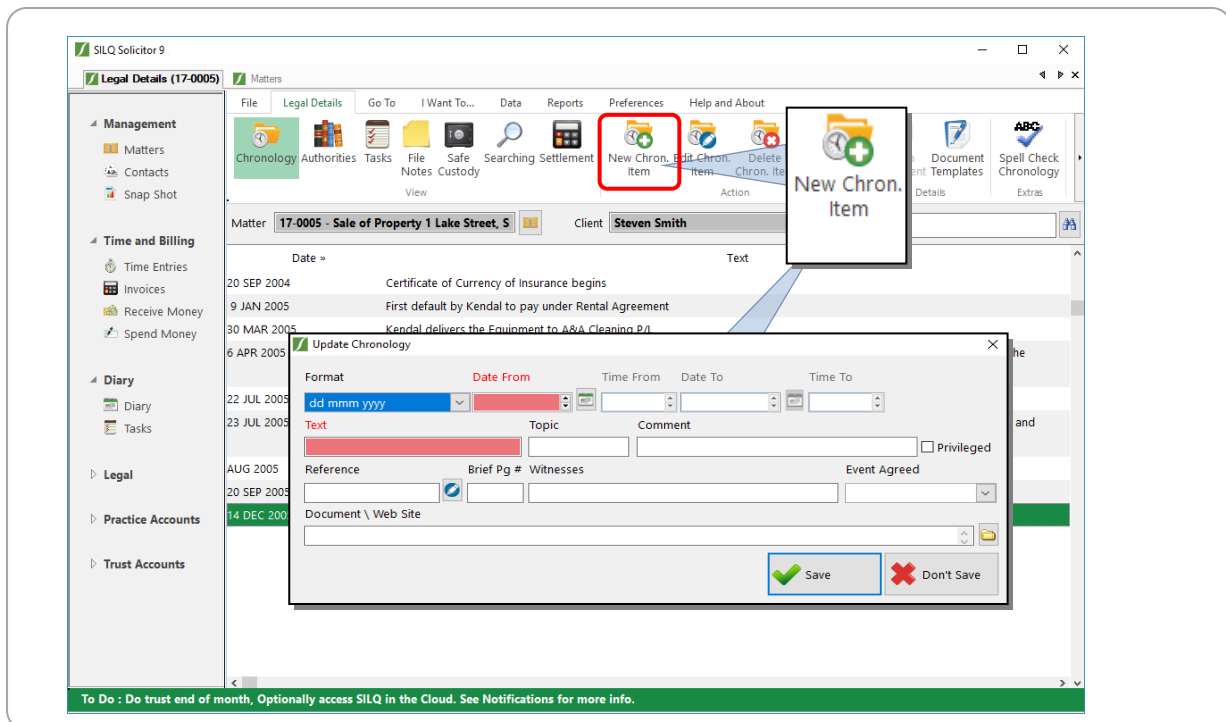 SILQ Solicitor 9
Legal Details (17-0005) Matters
File Legal Details Go To I Want To... Data Reports Preferences Help and About
Management
Matters
Contacts
Snap Shot
Time and Billing
Time Entries
Invoices
Receive Money
Spend Money
Diary
Diary
Tasks
Legal
Practice Accounts
Trust Accounts
Chronology Authorities Tasks File Notes Safe Custody Searching Settlement
View
New Chron. Item Edit Chron. Item Delete Chron. Ite
Action
Document Templates
Details
ABC
Spell Check Chronology
Extras
New Chron.
Item
Matter 17-0005 - Sale of Property 1 Lake Street, S Client Steven Smith
Date » Text
20 SEP 2004 Certificate of Currency of Insurance begins
9 JAN 2005 First default by Kendal to pay under Rental Agreement
30 MAR 2005 Kendal delivers the Equipment to A&A Cleaning P/L
6 APR 2005 he
22 JUL 2005
23 JUL 2005 and
AUG 2005
20 SEP 2005
14 DEC 200
Update Chronology
Format Date From Time From Date To Time To
dd mmm yyyy
Text Topic Comment
Privileged
Reference Brief Pg # Witnesses Event Agreed
Document \ Web Site
Save Don't Save
To Do : Do trust end of month, Optionally access SILQ in the Cloud. See Notifications for more info.